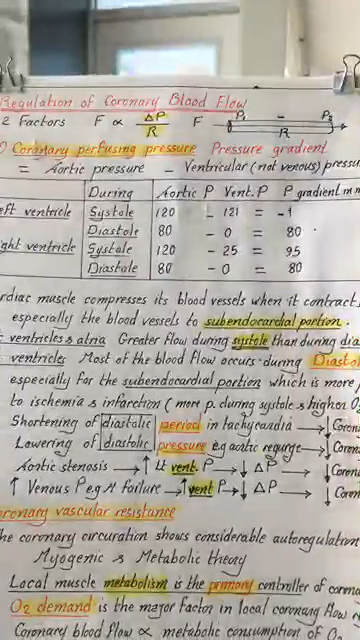 Regulation of Coronary Blood Flow
2 Factors F ∝ ΔP/R F P1 - P2 R
Coronary perfusing pressure Pressure gradient
= Aortic pressure - Ventricular (not venous) pressu
During Aortic P Vent. P P gradient m
eft ventricle Systole 120 - 121 = -1
Diastole 80 - 0 = 80
ght ventricle Systole 120 - 25 = 95
Diastole 80 - 0 = 80
rdiac muscle compresses its blood vessels when it contract
especially the blood vessels to subendocardial portion.
ventricles & atria Greater flow during systole than during dia
ventricles Most of the blood flow occurs during Diasto
especially for the subendocardial portion which is more
to ischemia & infarction (more p. during systole & higher O
Shortening of diastolic period in tachycardia → ↓ Coron
Lowering of diastolic pressure e.g aortic regurge → ↓ Coron
Aortic stenosis → ↑ Lt vent. P → ↓ ΔP → ↓ Coron
↑ Venous P e.g H failure → ↑ vent P → ↓ ΔP → ↓ Coron
oronary vascular resistance
he coronary circuration shows considerable autoregulation
Myogenic & Metabolic theory
Local muscle metabolism is the primary controller of coron
O2 demand is the major factor in local coronary flow
Coronary blood flow ∝ metabolic consumption of O